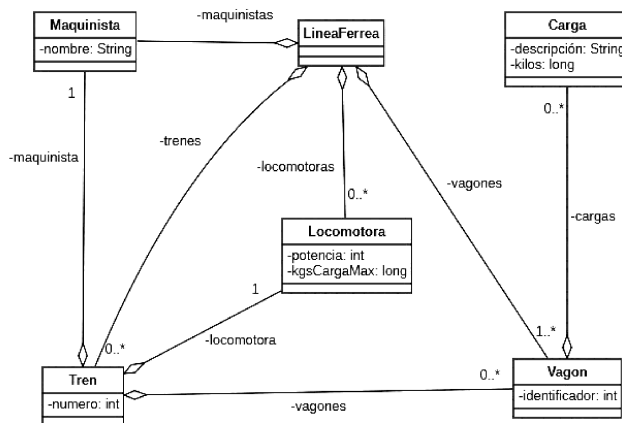 -maquinistas
Maquinista
-nombre: String
LineaFerrea
Carga
-descripción: String
-kilos: long
1
0..*
-trenes
-maquinista
-locomotoras
-vagones
0..*
-cargas
Locomotora
-potencia: int
-kgsCargaMax: long
1
-locomotora
0..*
1..*
Tren
-numero: int
0..*
Vagon
-identificador: int
-vagones